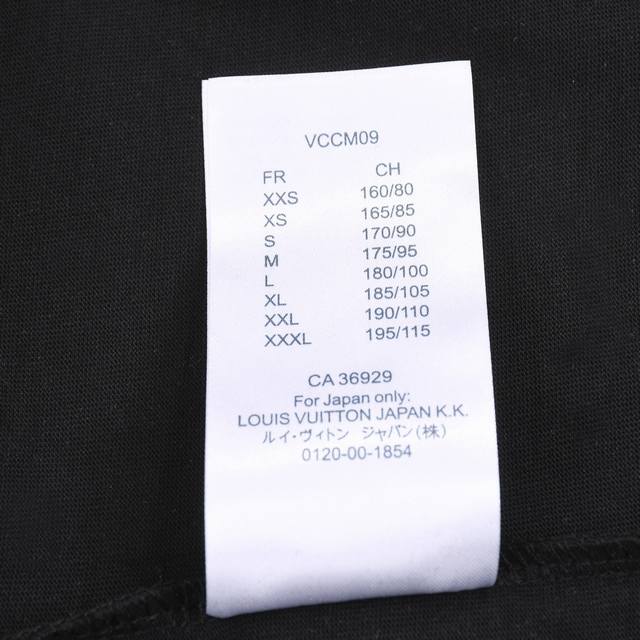 VCCM09
FR CH
XXS 160/80
XS 165/85
S 170/90
M 175/95
L 180/100
XL 185/105
XXL 190/110
XXXL 195/115
CA 36929
For Japan only:
LOUIS VUITTON JAPAN K.K.
ルイ・ヴィトン ジャパン(株)
0120-00-1854